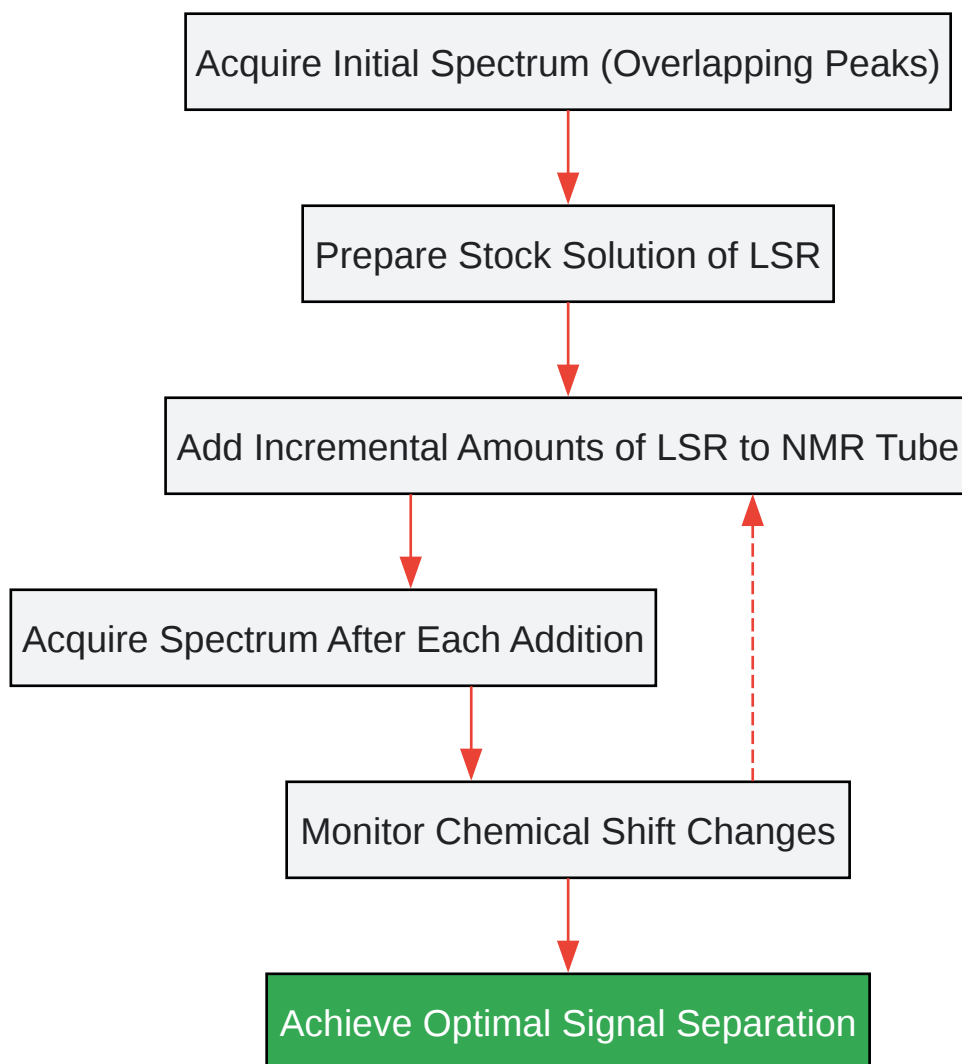 Acquire Initial Spectrum (Overlapping Peaks)
Prepare Stock Solution of LSR
Add Incremental Amounts of LSR to NMR Tube
Acquire Spectrum After Each Addition
Monitor Chemical Shift Changes
Achieve Optimal Signal Separation